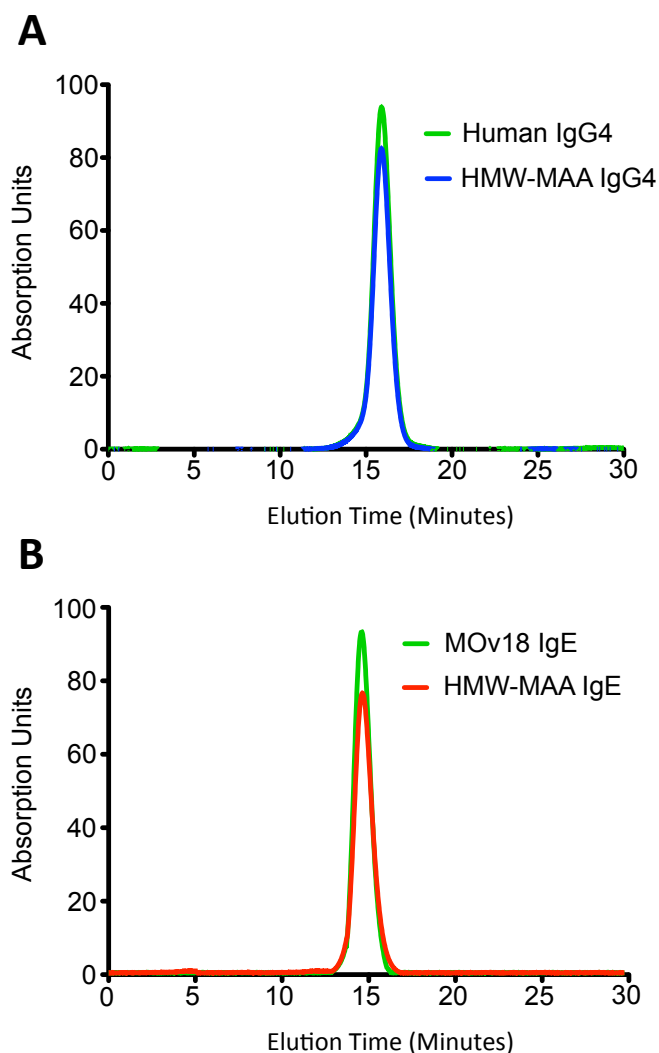 A
100
80
60
40
20
0
Absorption Units
Human IgG4
HMW-MAA IgG4
0 5 10 15 20 25 30
Elution Time (Minutes)
B
100
80
60
40
20
0
Absorption Units
MOv18 IgE
HMW-MAA IgE
0 5 10 15 20 25 30
Elution Time (Minutes)